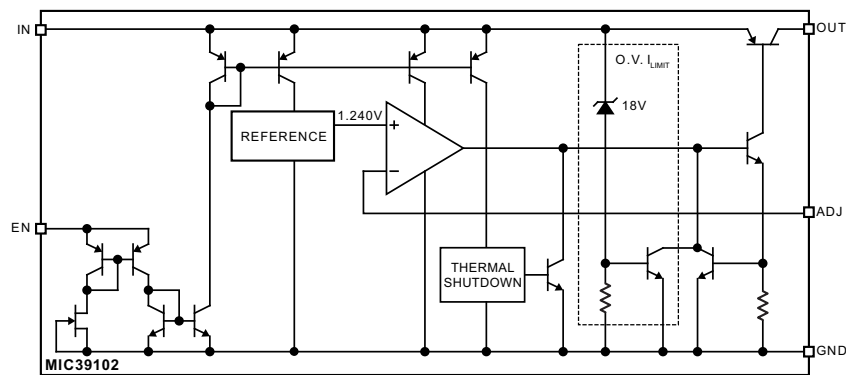 IN
OUT
O.V. ILIMIT
18V
REFERENCE
1.240V
+
−
EN
ADJ
THERMAL
SHUTDOWN
GND
MIC39102